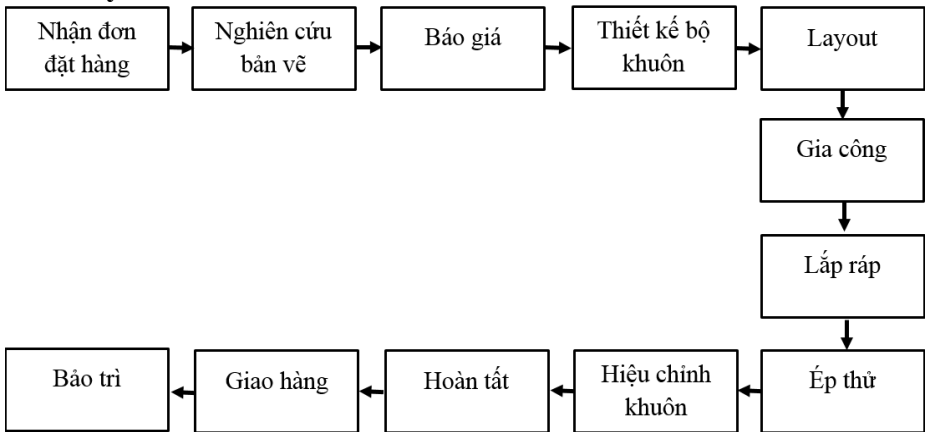 Nhận đơn
đặt hàng
Nghiên cứu
bản vẽ
Báo giá
Thiết kế bộ
khuôn
Layout
Gia công
Lắp ráp
Ép thử
Hiệu chỉnh
khuôn
Hoàn tất
Giao hàng
Bảo trì